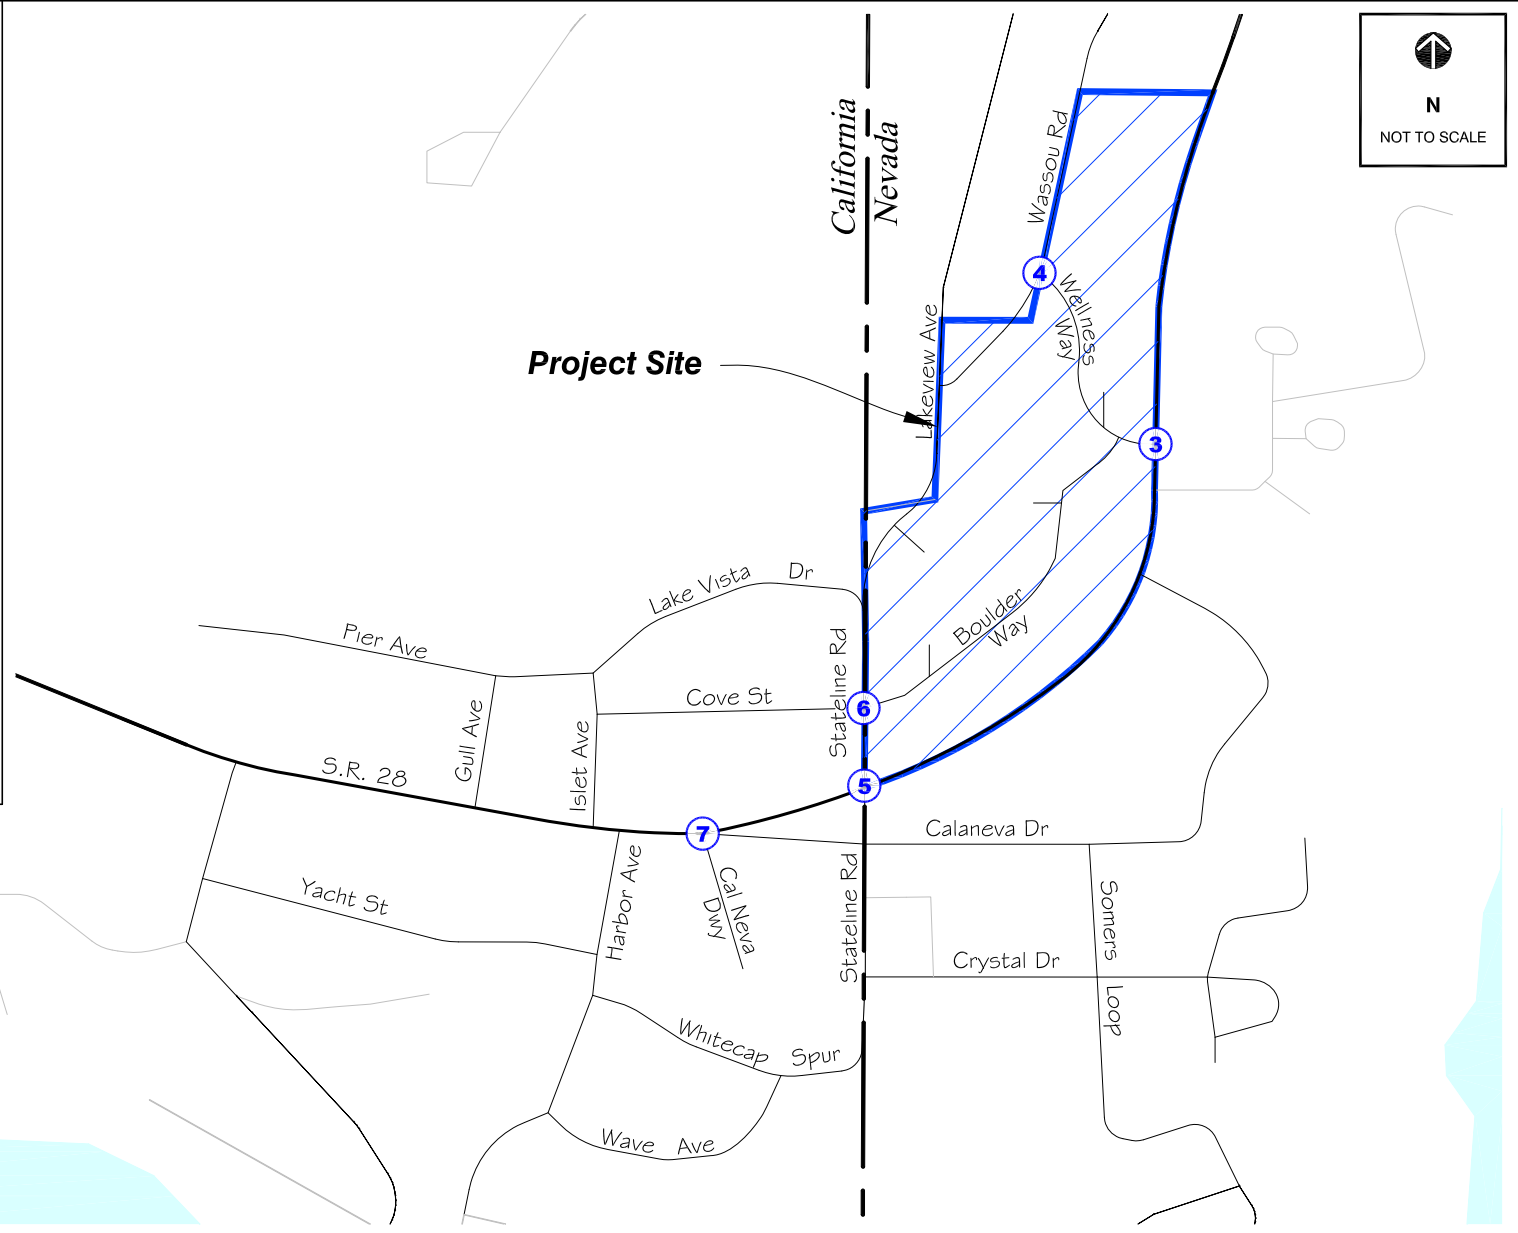 N
NOT TO SCALE
California
Nevada
Wassou Rd
4
Wellness
Way
Lakeview Ave
Project Site
3
Lake Vista Dr
Boulder
Way
Pier Ave
Stateline Rd
Cove St
6
Gull Ave
Islet Ave
S.R. 28
5
7
Calaneva Dr
Harbor Ave
Cal Neva
Dwy
Stateline Rd
Yacht St
Somers Loop
Crystal Dr
Whitecap Spur
Wave Ave